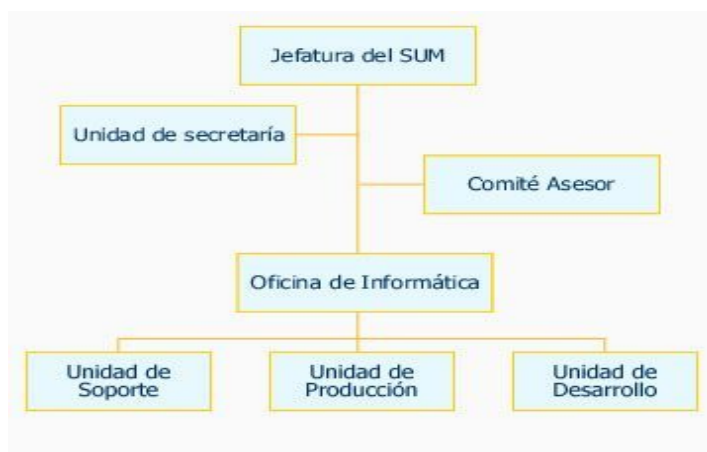 Jefatura del SUM
Unidad de secretaría
Comité Asesor
Oficina de Informática
Unidad de
Soporte
Unidad de
Producción
Unidad de
Desarrollo